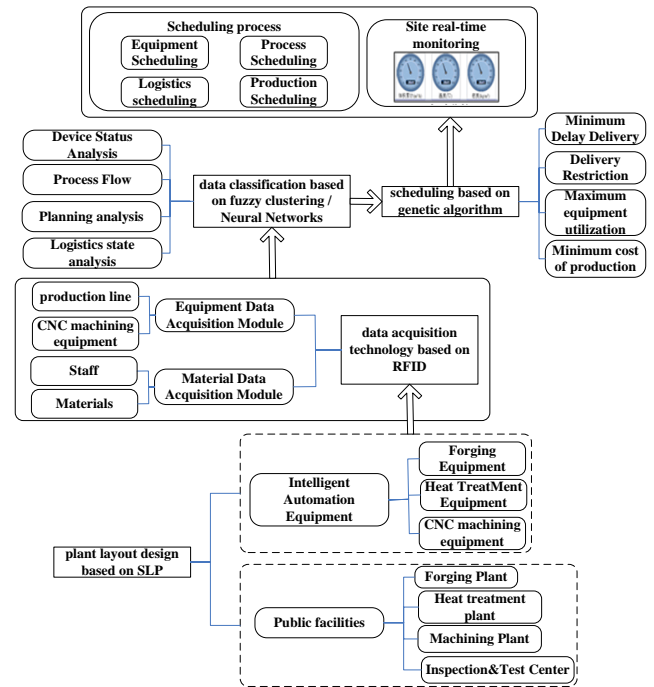 Scheduling process
Equipment
Scheduling
Process
Scheduling
Logistics
scheduling
Production
Scheduling
Site real-time
monitoring
Device Status
Analysis
Process Flow
Planning analysis
Logistics state
analysis
data classification based
on fuzzy clustering /
Neural Networks
scheduling based on
genetic algorithm
Minimum
Delay Delivery
Delivery
Restriction
Maximum
equipment
utilization
Minimum cost
of production
production line
CNC machining
equipment
Equipment Data
Acquisition Module
Staff
Materials
Material Data
Acquisition Module
data acquisition
technology based on
RFID
Intelligent
Automation
Equipment
Forging
Equipment
Heat TreatMent
Equipment
CNC machining
equipment
plant layout design
based on SLP
Public facilities
Forging Plant
Heat treatment
plant
Machining Plant
Inspection&Test Center